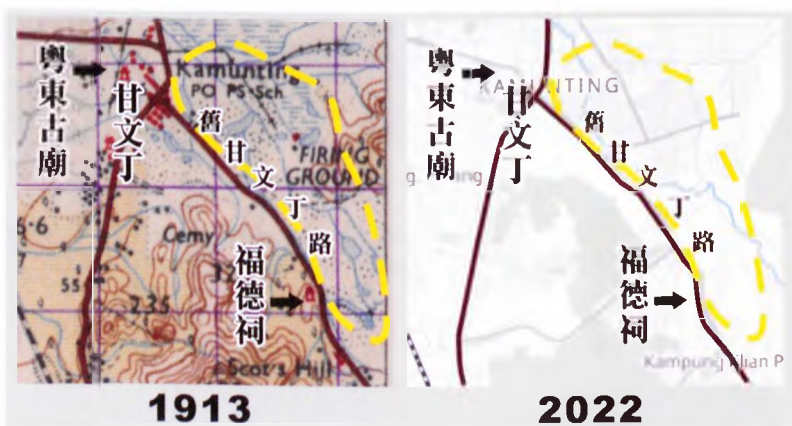 粵東古廟
甘文丁
Kamunting
PO PS Sch
舊甘文丁路
FIRING
GROUND
Cemy
55
235
福德祠
Scot's Hill
1913
粵東古廟
KAMUNTING
甘文丁
舊甘文丁路
福德祠
Kampung
2022